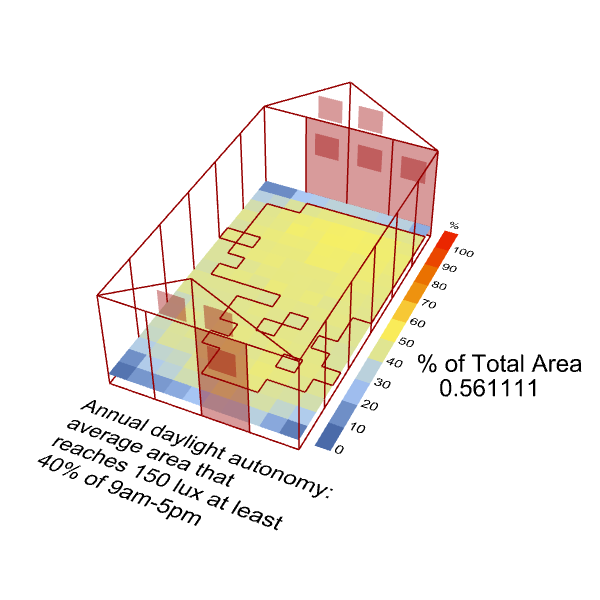 %
100
90
80
70
60
50
40
30
20
10
0
% of Total Area
0.561111
Annual daylight autonomy:
average area that
reaches 150 lux at least
40% of 9am-5pm